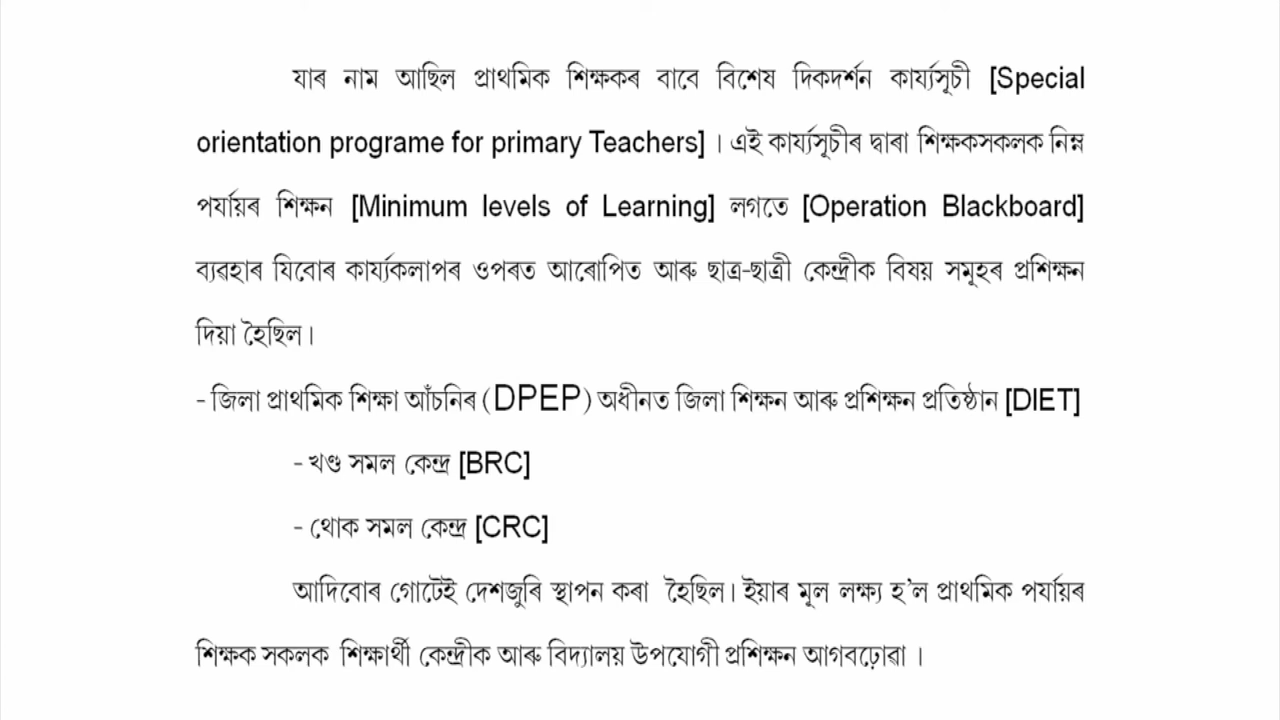 যাৰ নাম আছিল প্ৰাথমিক শিক্ষকৰ বাবে বিশেষ দিকদৰ্শন কাৰ্য্যসূচী [Special
orientation programe for primary Teachers] । এই কাৰ্য্যসূচীৰ দ্বাৰা শিক্ষকসকলক নিম্ন
পৰ্যায়ৰ শিক্ষন [Minimum levels of Learning] লগতে [Operation Blackboard]
ব্যৱহাৰ যিবোৰ কাৰ্য্যকলাপৰ ওপৰত আৰোপিত আৰু ছাত্ৰ-ছাত্ৰী কেন্দ্ৰীক বিষয় সমূহৰ প্ৰশিক্ষন
দিয়া হৈছিল।
- জিলা প্ৰাথমিক শিক্ষা আঁচনিৰ (DPEP) অধীনত জিলা শিক্ষন আৰু প্ৰশিক্ষন প্ৰতিষ্ঠান [DIET]
- খণ্ড সমল কেন্দ্ৰ [BRC]
- থোক সমল কেন্দ্ৰ [CRC]
আদিবোৰ গোটেই দেশজুৰি স্থাপন কৰা হৈছিল। ইয়াৰ মূল লক্ষ্য হ’ল প্ৰাথমিক পৰ্যায়ৰ
শিক্ষক সকলক শিক্ষাৰ্থী কেন্দ্ৰীক আৰু বিদ্যালয় উপযোগী প্ৰশিক্ষন আগবঢ়োৱা ।